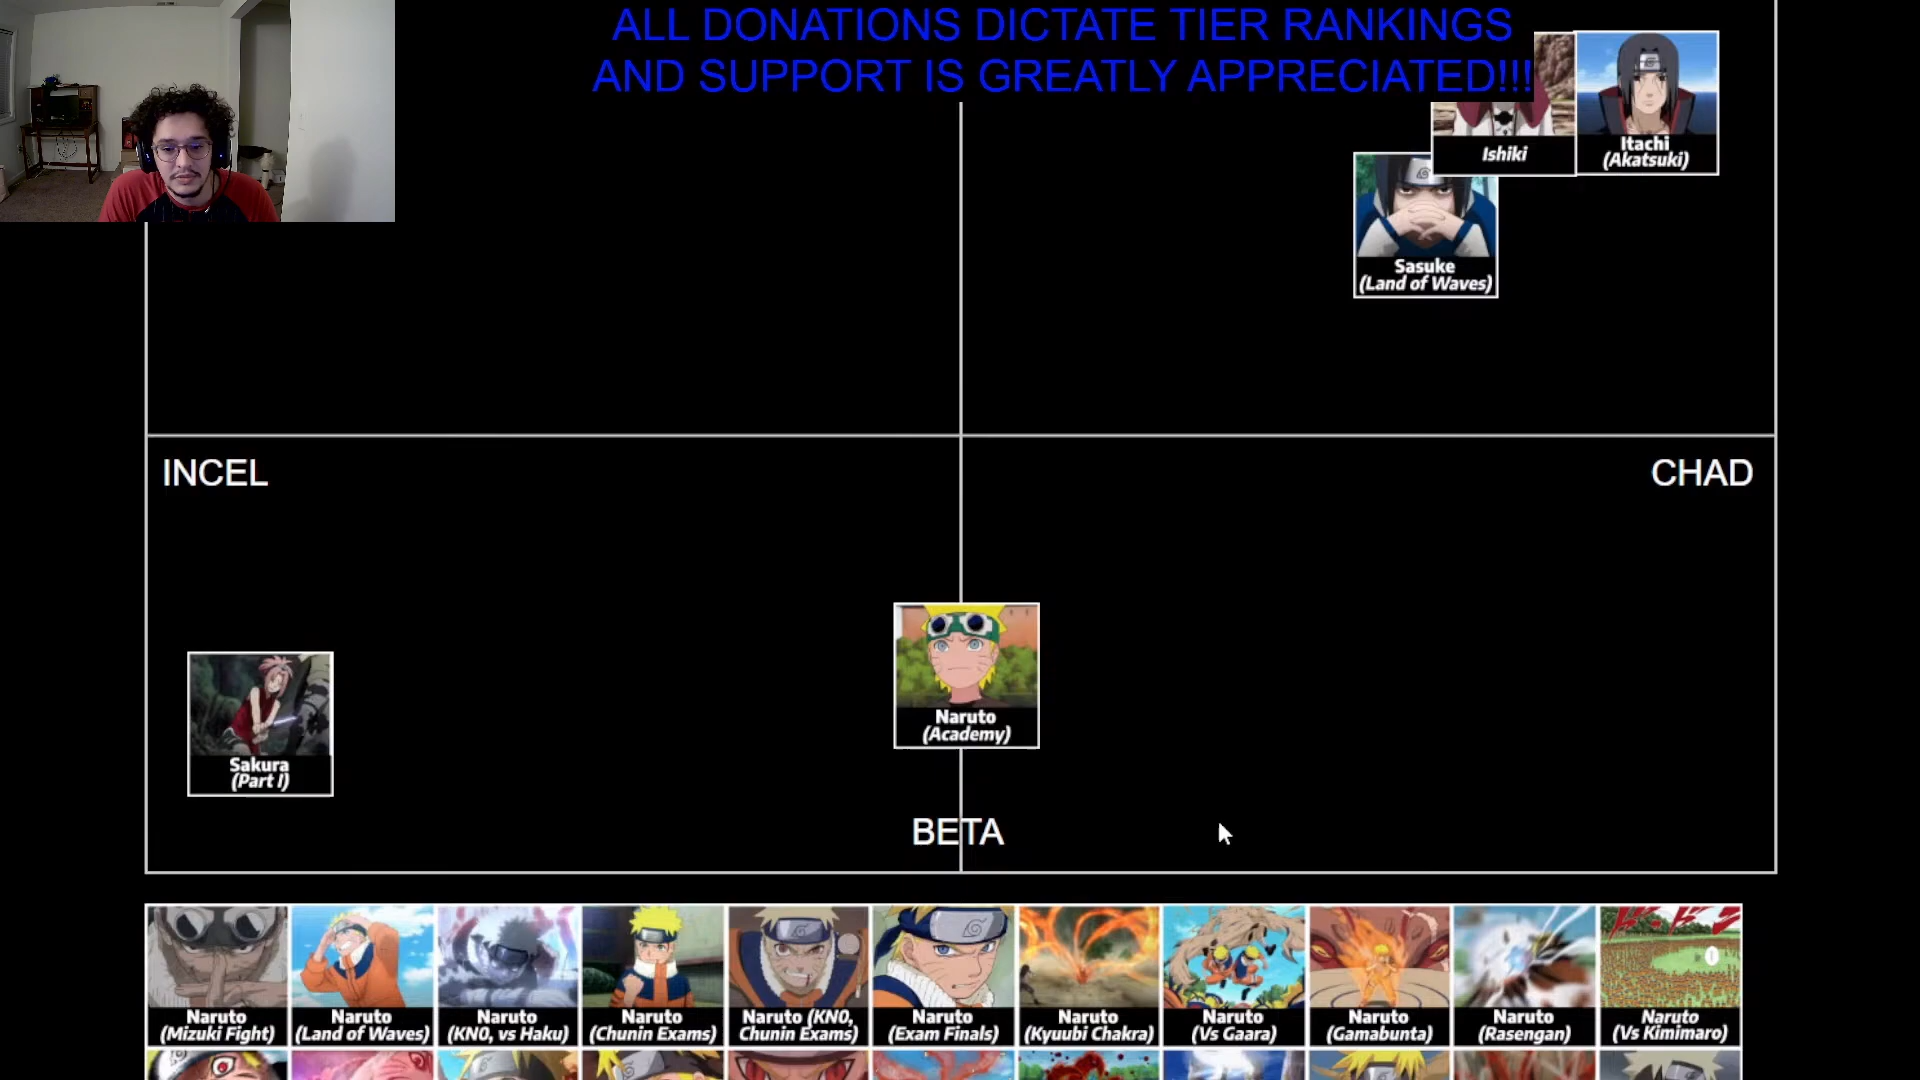 ALL DONATIONS DICTATE TIER RANKINGS
AND SUPPORT IS GREATLY APPRECIATED!!!
Itachi
(Akatsuki)
Ishiki
Sasuke
(Land of Waves)
INCEL
CHAD
Naruto
(Academy)
Sakura
(Part I)
BETA
Naruto
(Mizuki Fight)
Naruto
(Land of Waves)
Naruto
(KN0, vs Haku)
Naruto
(Chunin Exams)
Naruto (KN0,
Chunin Exams)
Naruto
(Exam Finals)
Naruto
(Kyuubi Chakra)
Naruto
(Vs Gaara)
Naruto
(Gamabunta)
Naruto
(Rasengan)
Naruto
(Vs Kimimaro)